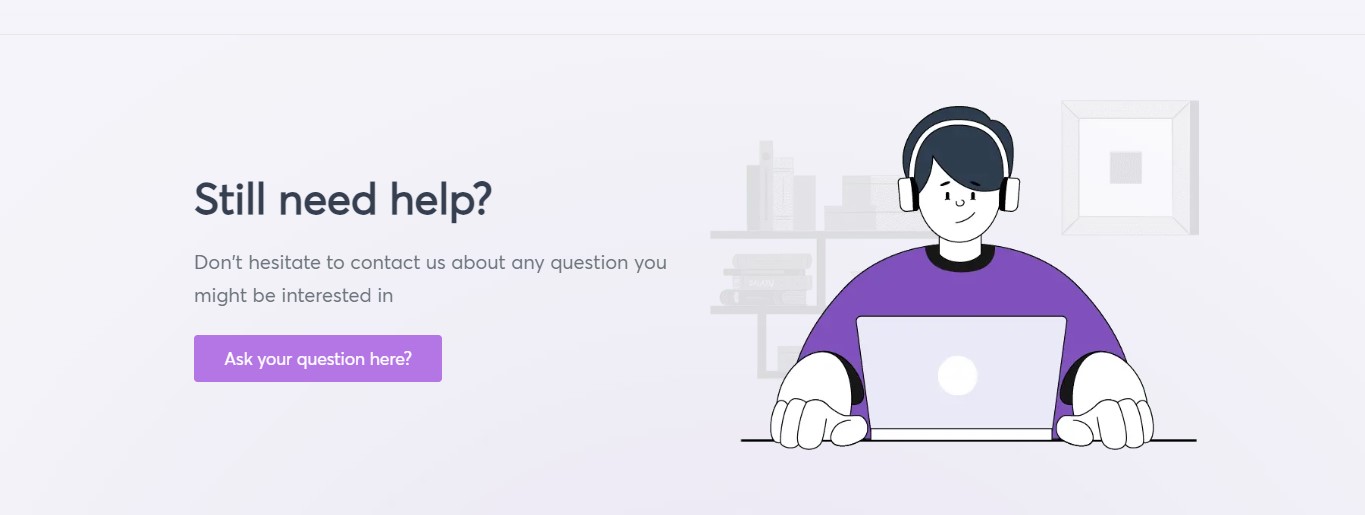 Still need help?
Don't hesitate to contact us about any question you
might be interested in
Ask your question here?